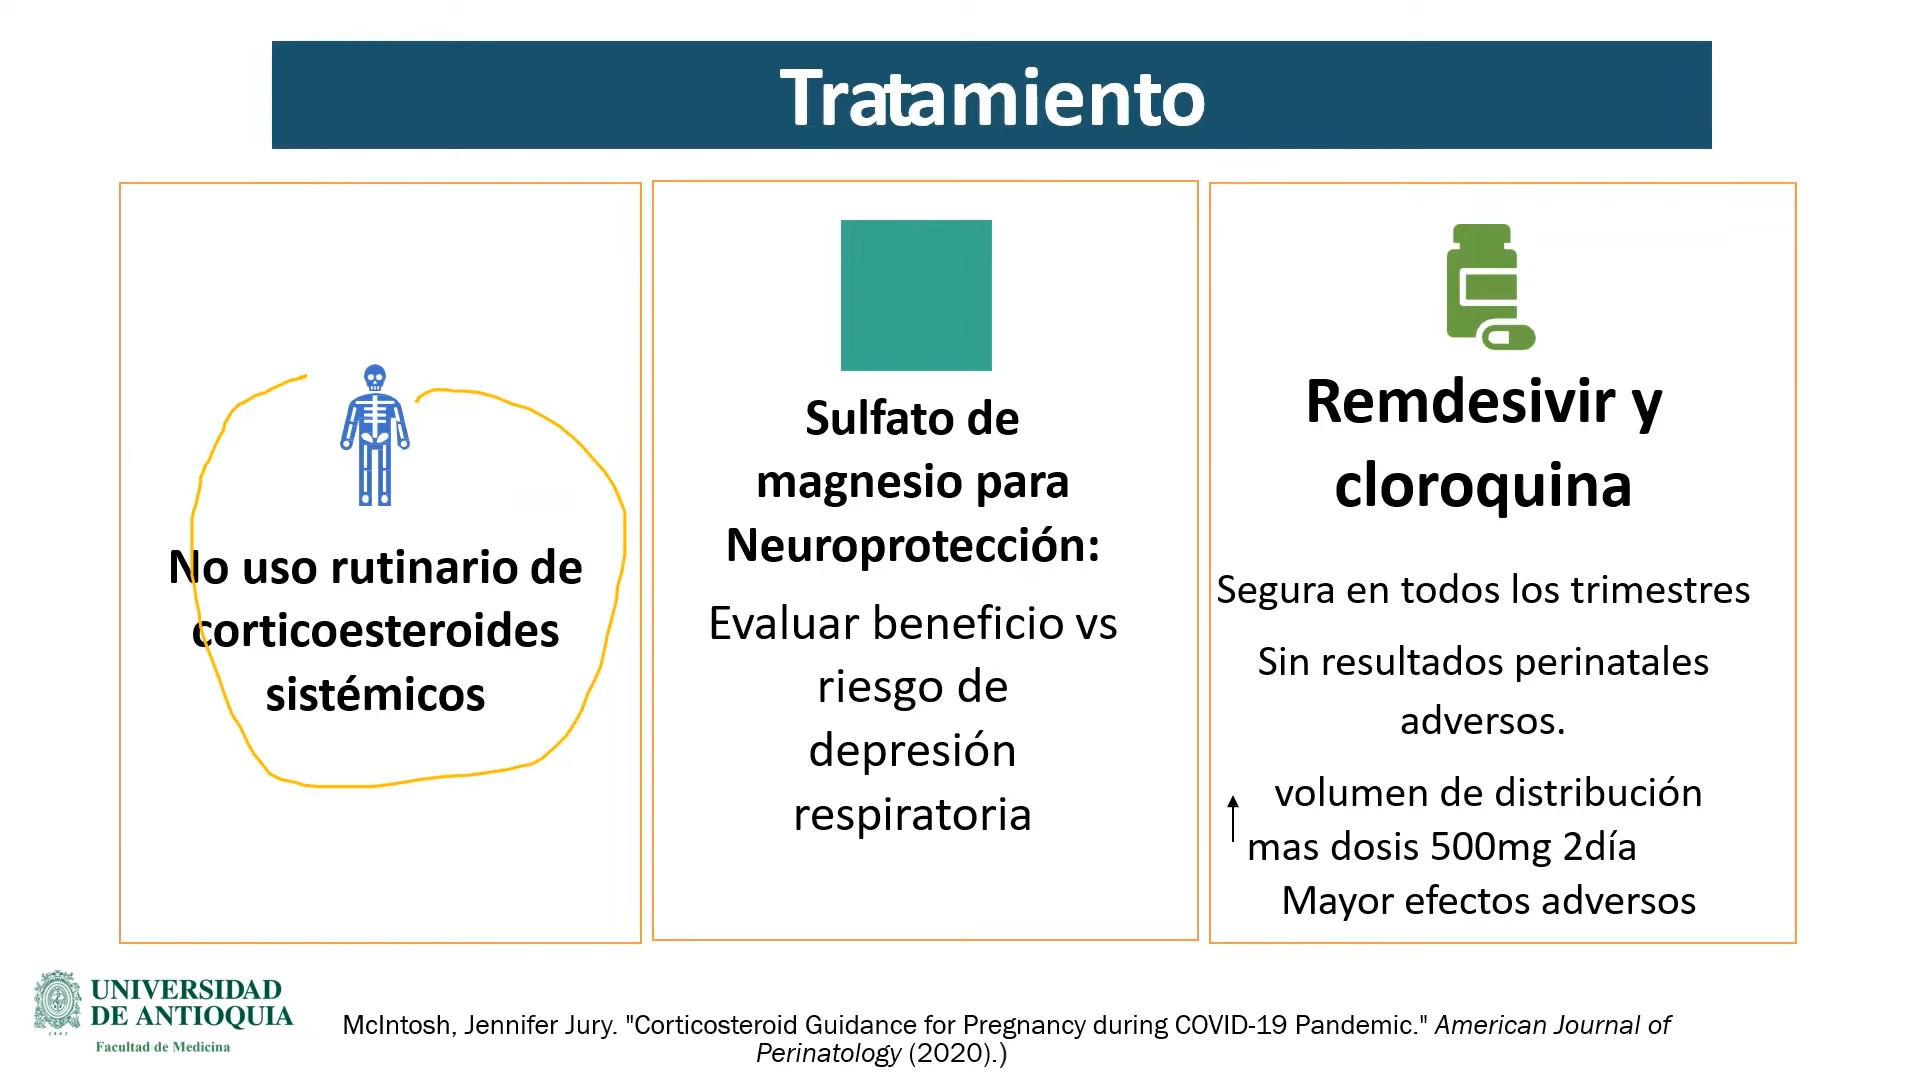 Tratamiento
No uso rutinario de
corticoesteroides
sistémicos
Sulfato de
magnesio para
Neuroprotección:
Evaluar beneficio vs
riesgo de
depresión
respiratoria
Remdesivir y
cloroquina
Segura en todos los trimestres
Sin resultados perinatales
adversos.
volumen de distribución
mas dosis 500mg 2día
Mayor efectos adversos
UNIVERSIDAD
DE ANTIOQUIA
Facultad de Medicina
McIntosh, Jennifer Jury. "Corticosteroid Guidance for Pregnancy during COVID-19 Pandemic." American Journal of
Perinatology (2020).)